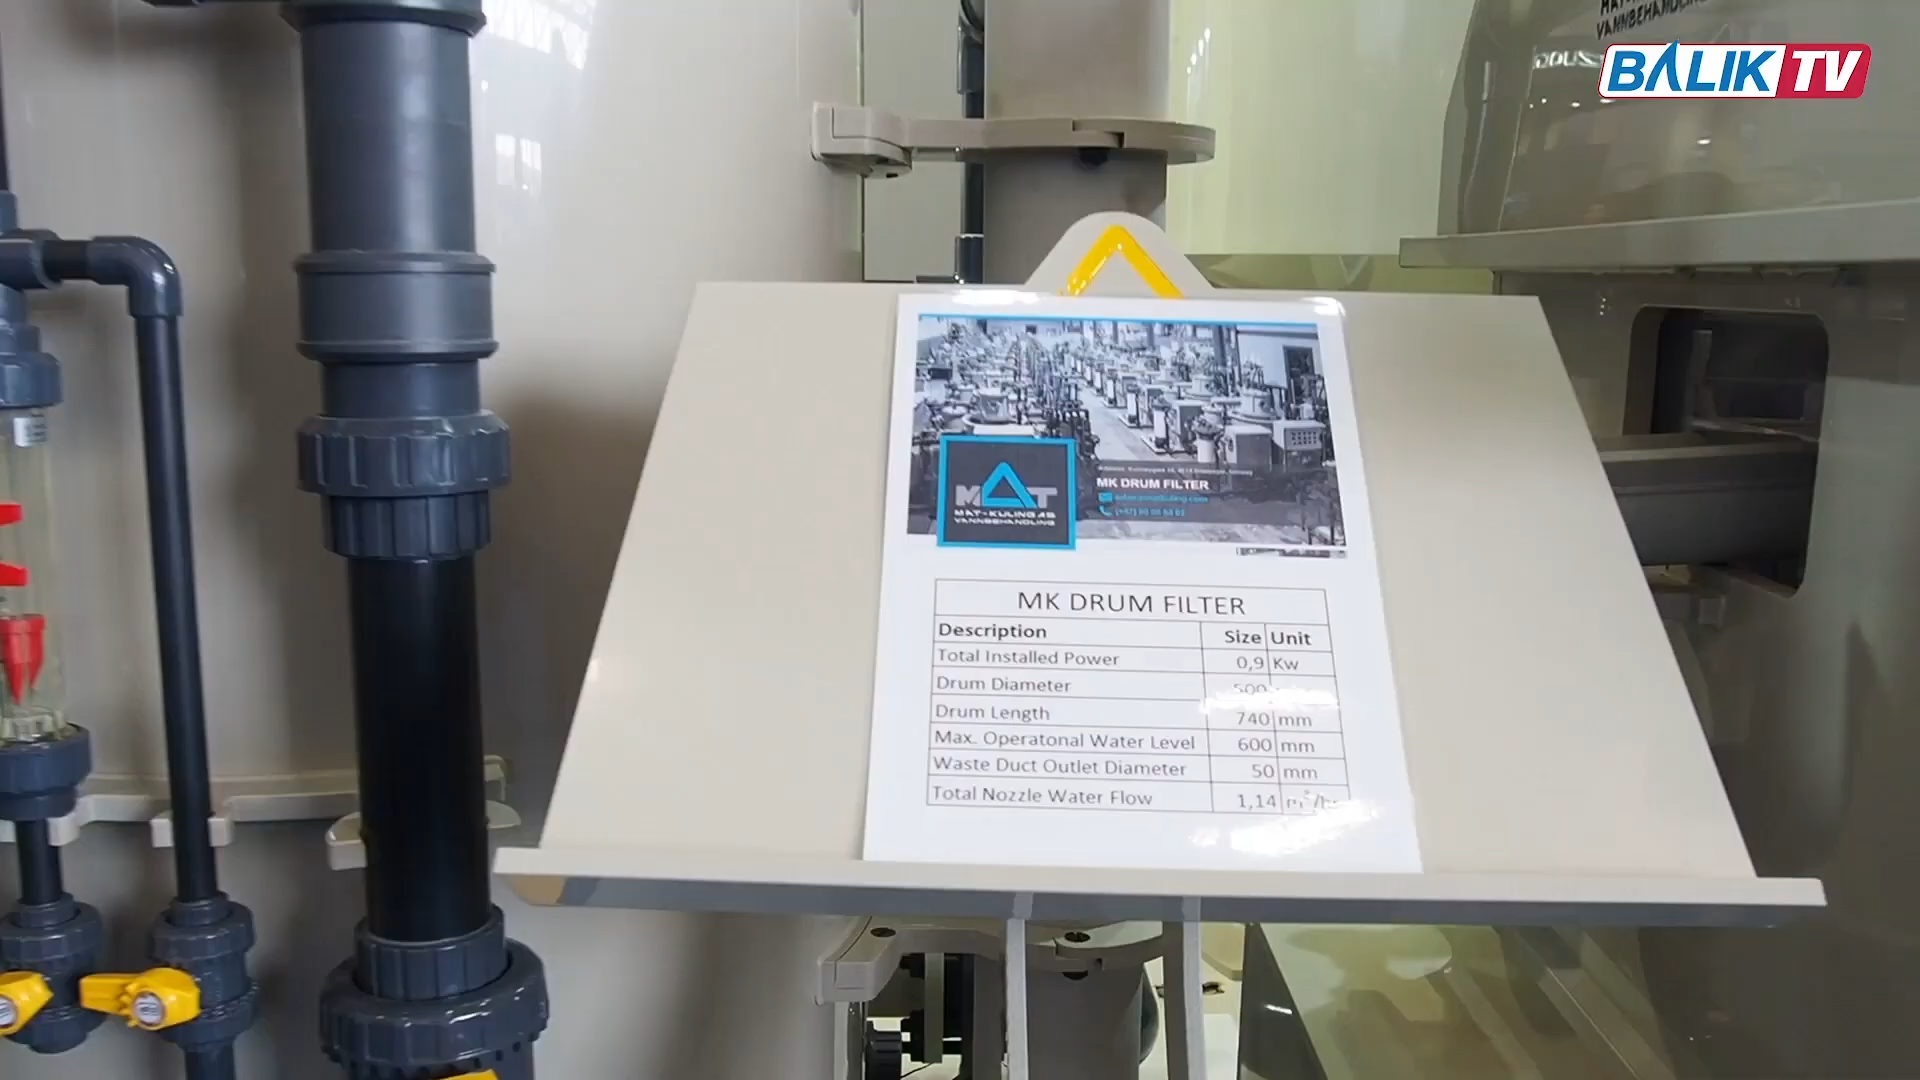 VANNBEHANDLING
BALIK TV
MK DRUM FILTER
MAT
MAT-KULING AS
VANNBEHANDLING
MK DRUM FILTER
Description Size Unit
Total Installed Power 0,9 Kw
Drum Diameter 500
Drum Length 740 mm
Max. Operatonal Water Level 600 mm
Waste Duct Outlet Diameter 50 mm
Total Nozzle Water Flow 1,14